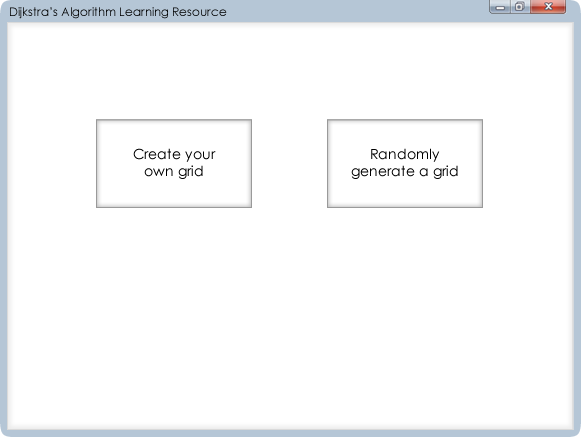 Dijkstra's Algorithm Learning Resource
Create your
own grid
Randomly
generate a grid